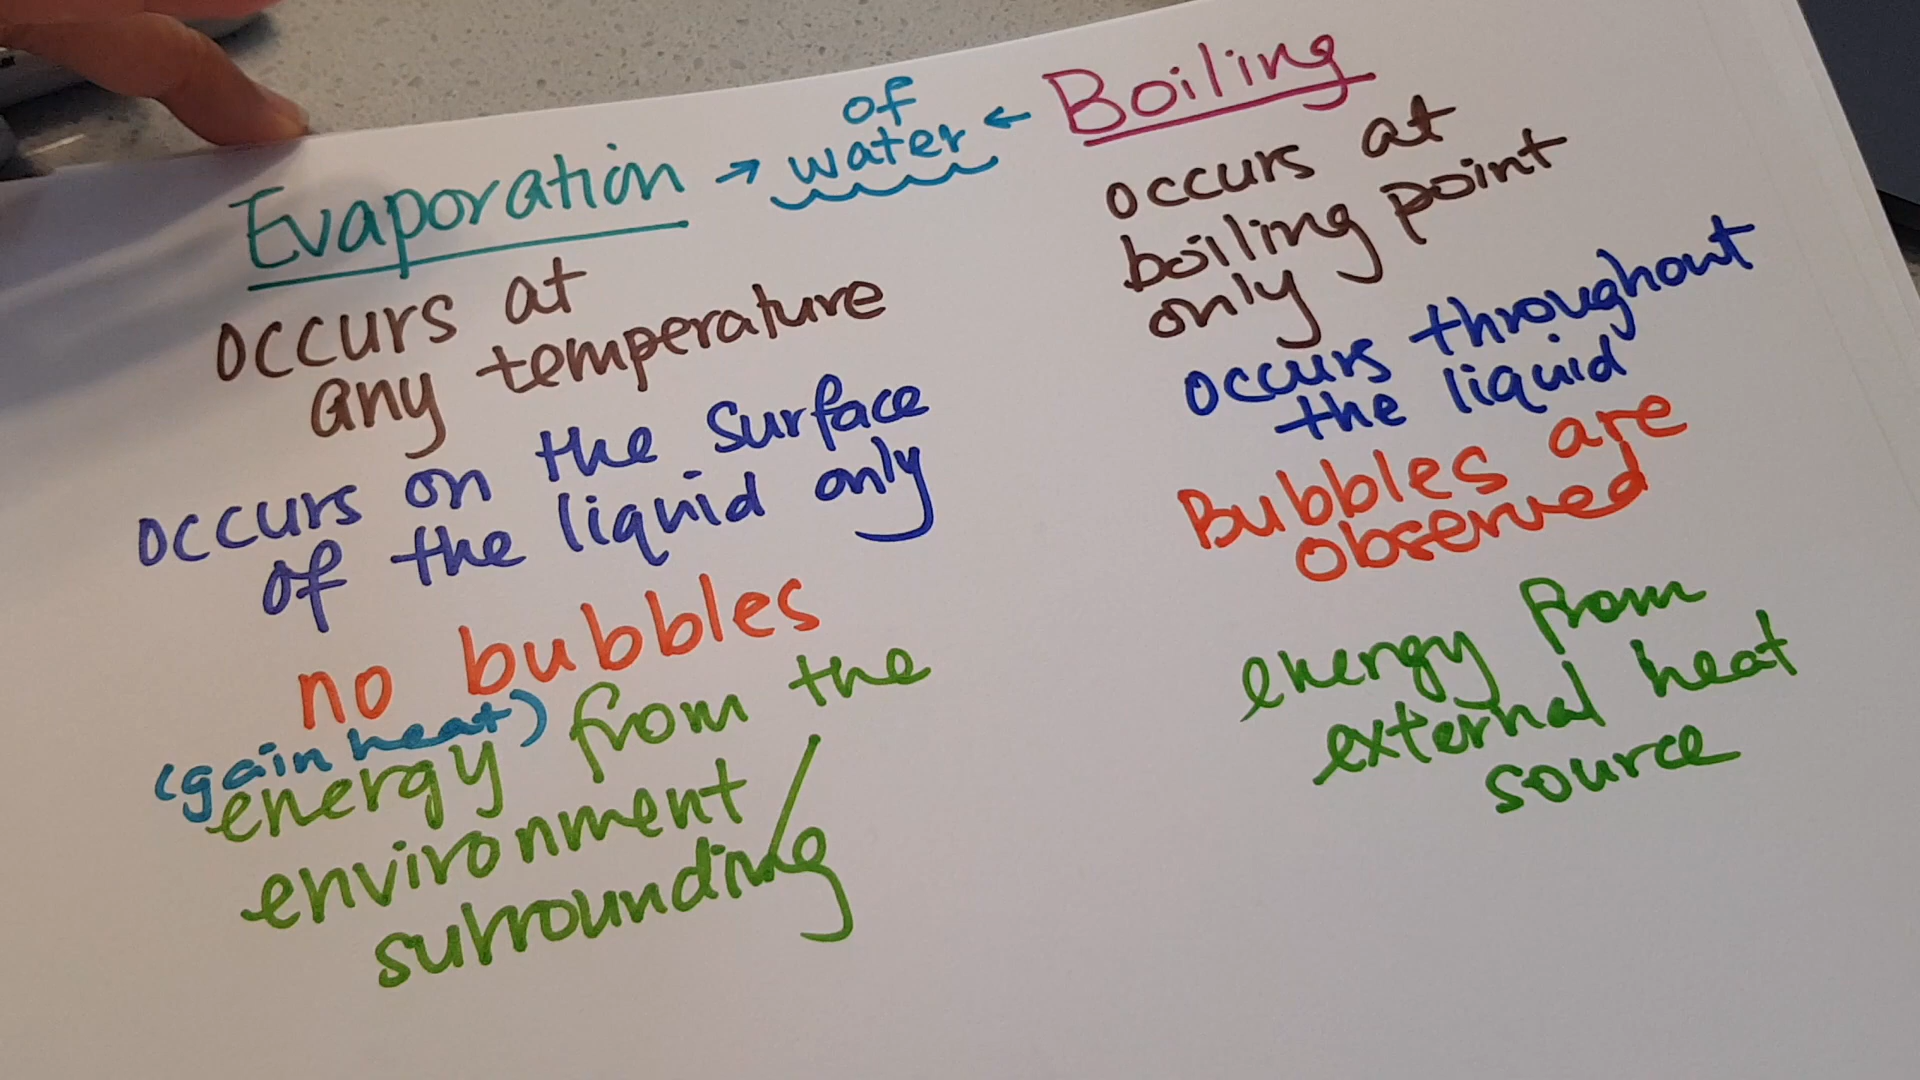 Evaporation → of water ← Boiling
occurs at
any temperature
occurs on the surface
of the liquid only
no bubbles
(gain heat)
energy from the
environment /
surrounding
occurs at
boiling point
only
occurs throughout
the liquid
Bubbles are
observed
energy from
external heat
source